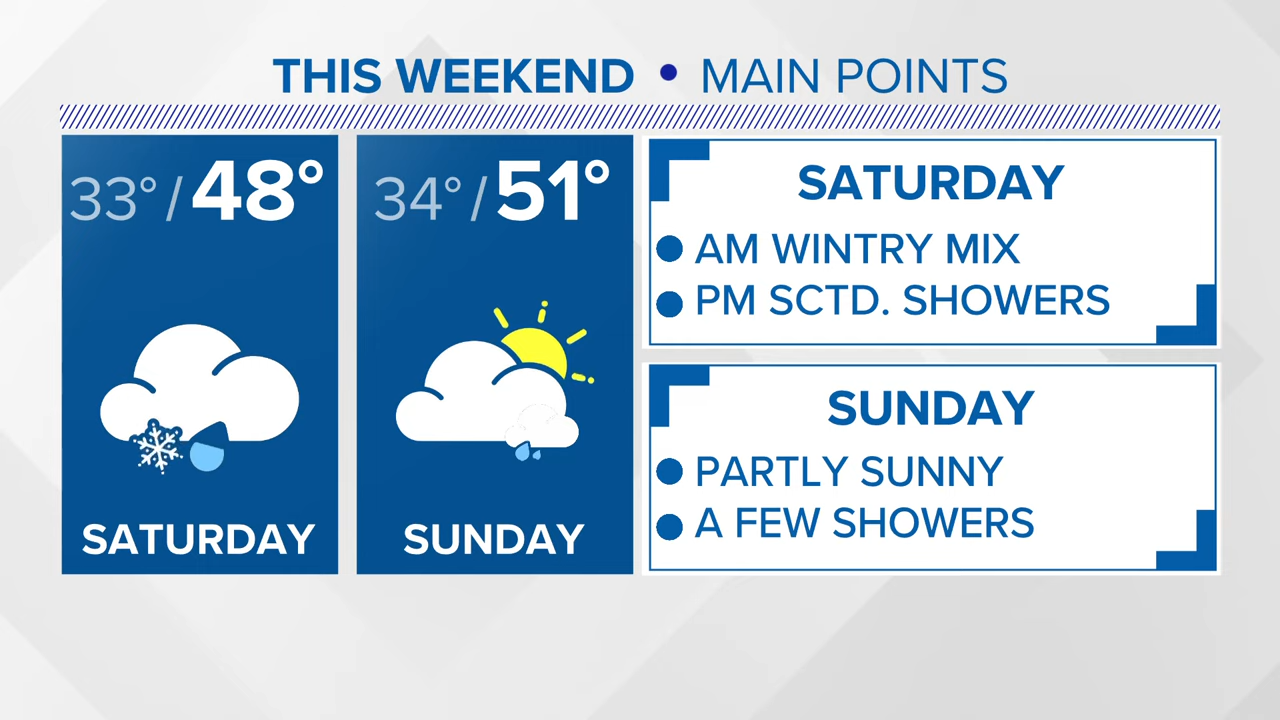 THIS WEEKEND • MAIN POINTS
33°/48°
SATURDAY
34°/51°
SUNDAY
SATURDAY
● AM WINTRY MIX
● PM SCTD. SHOWERS
SUNDAY
● PARTLY SUNNY
● A FEW SHOWERS